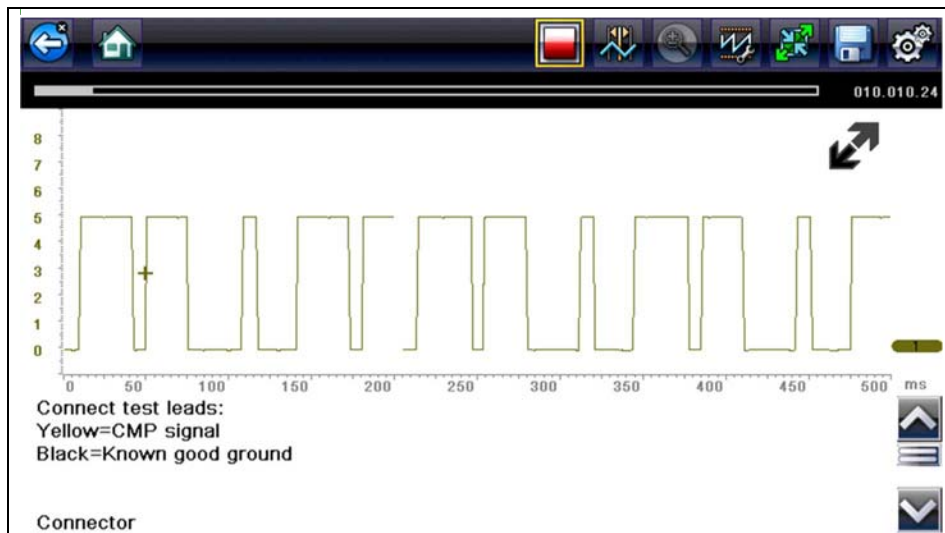 010.010.24
8
7
6
5
4
3
2
1
0
1
0 50 100 150 200 250 300 350 400 450 500 ms
Connect test leads:
Yellow=CMP signal
Black=Known good ground
Connector